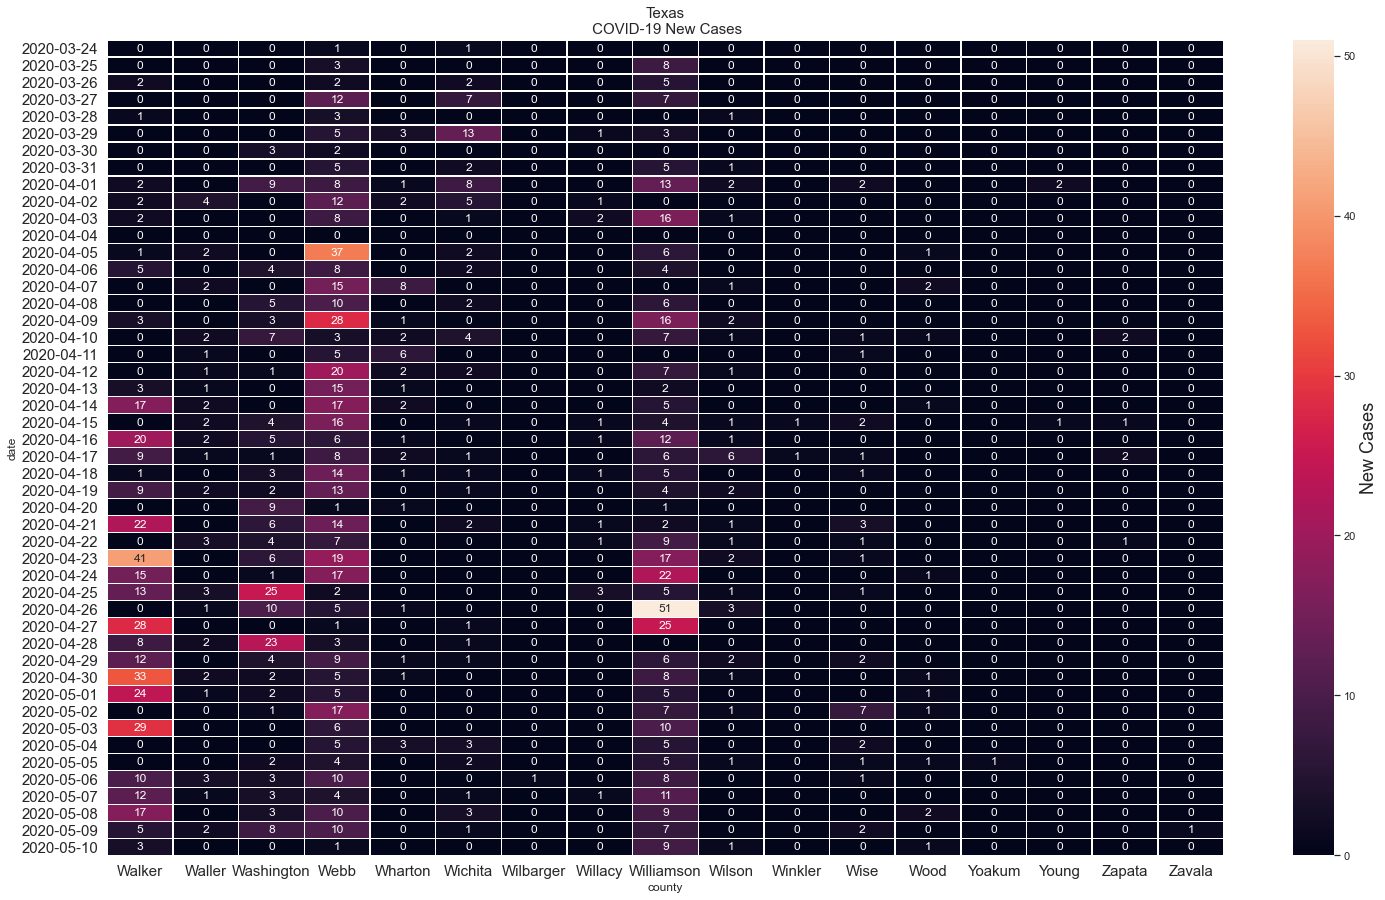 Texas
COVID-19 New Cases
2020-03-24 0 0 0 1 0 1 0 0 0 0 0 0 0 0 0 0 0
2020-03-25 0 0 0 3 0 0 0 0 8 0 0 0 0 0 0 0 0
2020-03-26 2 0 0 2 0 2 0 0 5 0 0 0 0 0 0 0 0
2020-03-27 0 0 0 12 0 7 0 0 7 0 0 0 0 0 0 0 0
2020-03-28 1 0 0 3 0 0 0 0 0 1 0 0 0 0 0 0 0
2020-03-29 0 0 0 5 3 13 0 1 3 0 0 0 0 0 0 0 0
2020-03-30 0 0 3 2 0 0 0 0 0 0 0 0 0 0 0 0 0
2020-03-31 0 0 0 5 0 2 0 0 5 1 0 0 0 0 0 0 0
2020-04-01 2 0 9 8 1 8 0 0 13 2 0 2 0 0 2 0 0
2020-04-02 2 4 0 12 2 5 0 1 0 0 0 0 0 0 0 0 0
2020-04-03 2 0 0 8 0 1 0 2 16 1 0 0 0 0 0 0 0
2020-04-04 0 0 0 0 0 0 0 0 0 0 0 0 0 0 0 0 0
2020-04-05 1 2 0 37 0 2 0 0 6 0 0 0 1 0 0 0 0
2020-04-06 5 0 4 8 0 2 0 0 4 0 0 0 0 0 0 0 0
2020-04-07 0 2 0 15 8 0 0 0 0 1 0 0 2 0 0 0 0
2020-04-08 0 0 5 10 0 2 0 0 6 0 0 0 0 0 0 0 0
2020-04-09 3 0 3 28 1 0 0 0 16 2 0 0 0 0 0 0 0
2020-04-10 0 2 7 3 2 4 0 0 7 1 0 1 1 0 0 2 0
2020-04-11 0 1 0 5 6 0 0 0 0 0 0 1 0 0 0 0 0
2020-04-12 0 1 1 20 2 2 0 0 7 1 0 0 0 0 0 0 0
2020-04-13 3 1 0 15 1 0 0 0 2 0 0 0 0 0 0 0 0
2020-04-14 17 2 0 17 2 0 0 0 5 0 0 0 1 0 0 0 0
2020-04-15 0 2 4 16 0 1 0 1 4 1 1 2 0 0 1 1 0
2020-04-16 20 2 5 6 1 0 0 1 12 1 0 0 0 0 0 0 0
2020-04-17 9 1 1 8 2 1 0 0 6 6 1 1 0 0 0 2 0
2020-04-18 1 0 3 14 1 1 0 1 5 0 0 1 0 0 0 0 0
2020-04-19 9 2 2 13 0 1 0 0 4 2 0 0 0 0 0 0 0
2020-04-20 0 0 9 1 1 0 0 0 1 0 0 0 0 0 0 0 0
2020-04-21 22 0 6 14 0 2 0 1 2 1 0 3 0 0 0 0 0
2020-04-22 0 3 4 7 0 0 0 1 9 1 0 1 0 0 0 1 0
2020-04-23 41 0 6 19 0 0 0 0 17 2 0 1 0 0 0 0 0
2020-04-24 15 0 1 17 0 0 0 0 22 0 0 0 1 0 0 0 0
2020-04-25 13 3 25 2 0 0 0 3 5 1 0 1 0 0 0 0 0
2020-04-26 0 1 10 5 1 0 0 0 51 3 0 0 0 0 0 0 0
2020-04-27 28 0 0 1 0 1 0 0 25 0 0 0 0 0 0 0 0
2020-04-28 8 2 23 3 0 1 0 0 0 0 0 0 0 0 0 0 0
2020-04-29 12 0 4 9 1 1 0 0 6 2 0 2 0 0 0 0 0
2020-04-30 33 2 2 5 1 0 0 0 8 1 0 0 1 0 0 0 0
2020-05-01 24 1 2 5 0 0 0 0 5 0 0 0 1 0 0 0 0
2020-05-02 0 0 1 17 0 0 0 0 7 1 0 7 1 0 0 0 0
2020-05-03 29 0 0 6 0 0 0 0 10 0 0 0 0 0 0 0 0
2020-05-04 0 0 0 5 3 3 0 0 5 0 0 2 0 0 0 0 0
2020-05-05 0 0 2 4 0 2 0 0 5 1 0 1 1 1 0 0 0
2020-05-06 10 3 3 10 0 0 1 0 8 0 0 1 0 0 0 0 0
2020-05-07 12 1 3 4 0 1 0 1 11 0 0 0 0 0 0 0 0
2020-05-08 17 0 3 10 0 3 0 0 9 0 0 0 2 0 0 0 0
2020-05-09 5 2 8 10 0 1 0 0 7 0 0 2 0 0 0 0 1
2020-05-10 3 0 0 1 0 0 0 0 9 1 0 0 1 0 0 0 0
Walker Waller Washington Webb Wharton Wichita Wilbarger Willacy Williamson Wilson Winkler Wise Wood Yoakum Young Zapata Zavala
county
date
50
40
30
20
10
0
New Cases